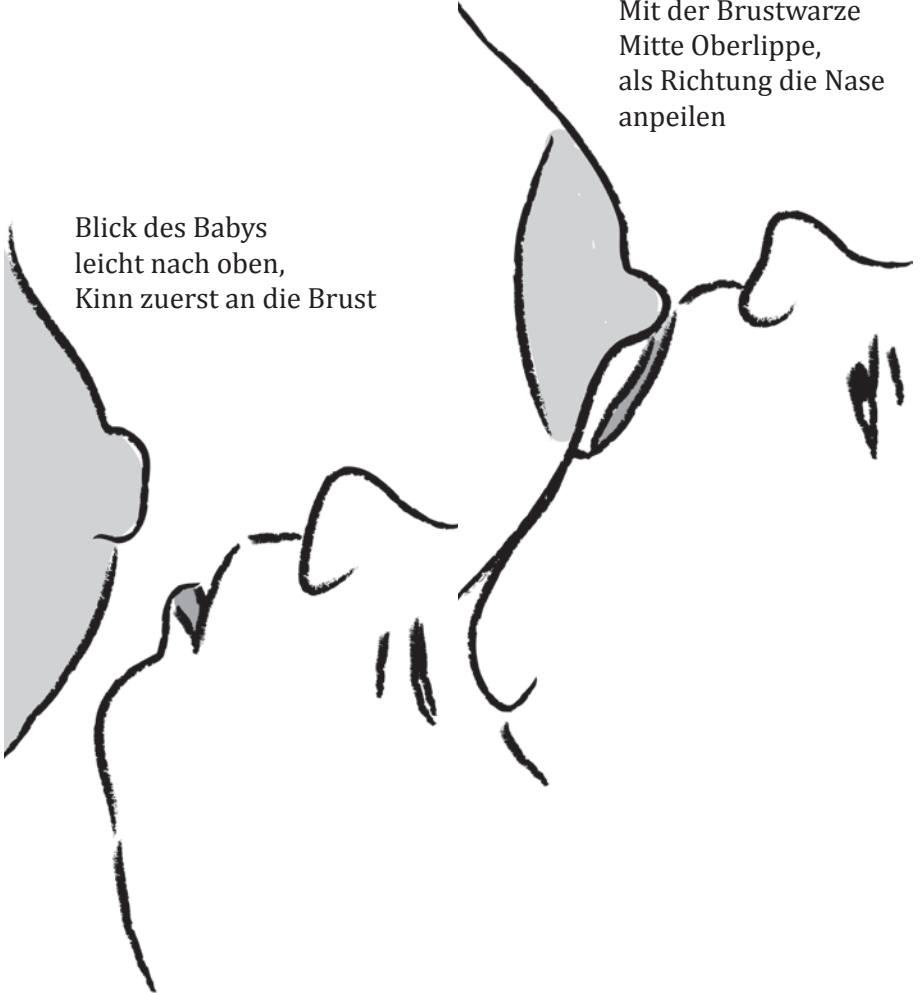 Mit der Brustwarze
Mitte Oberlippe,
als Richtung die Nase
anpeilen
Blick des Babys
leicht nach oben,
Kinn zuerst an die Brust